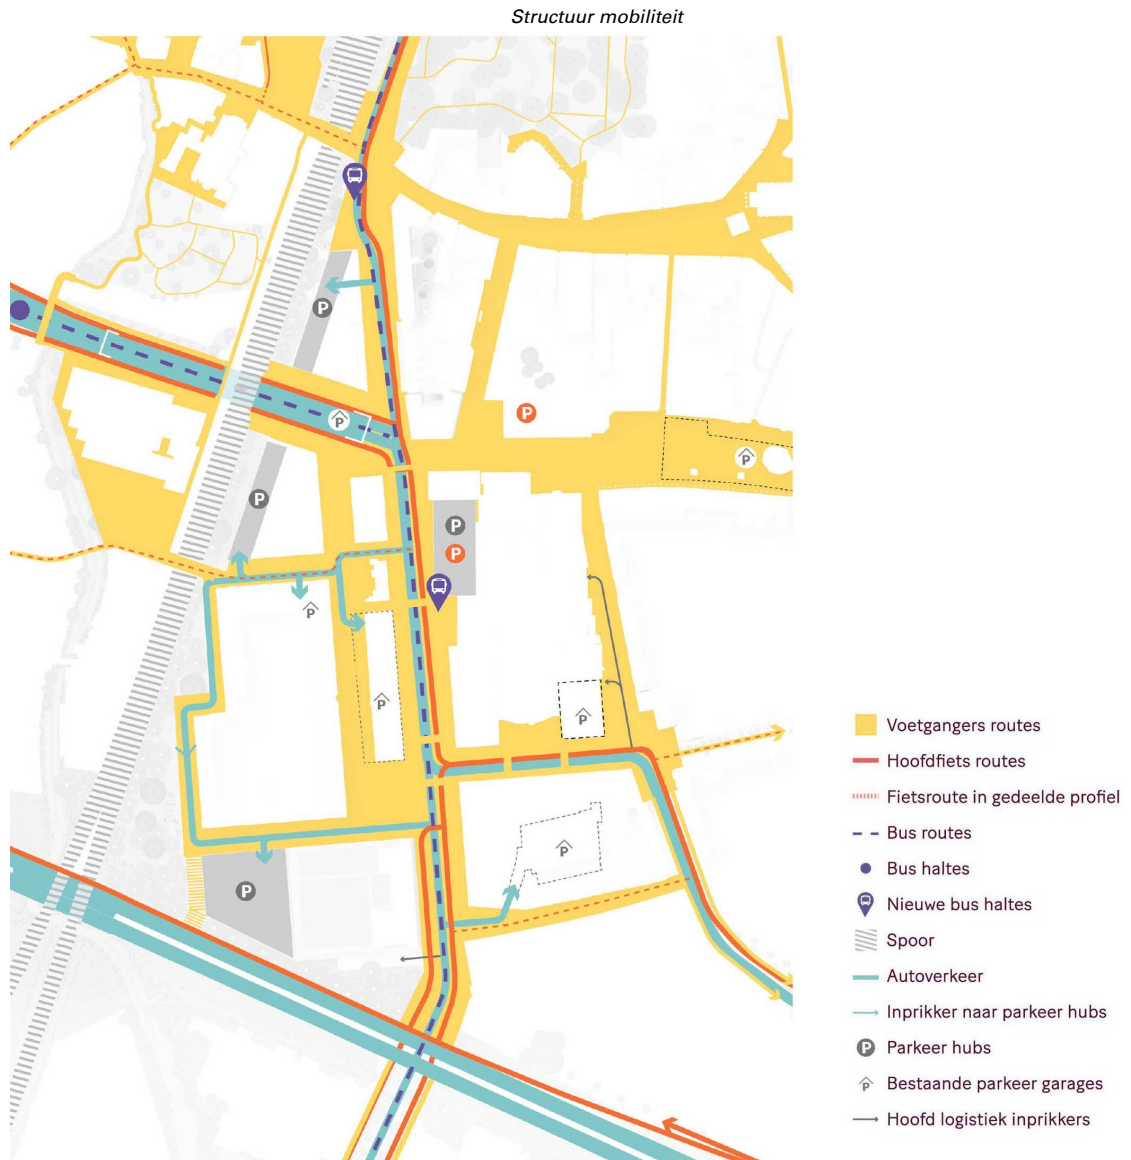 Structuur mobiliteit
P
P
P
P
P
P
P
P
P
P
P
P
P
Voetgangers routes
Hoofdfiets routes
Fietsroute in gedeelde profiel
Bus routes
Bus haltes
Nieuwe bus haltes
Spoor
Autoverkeer
Inprikker naar parkeer hubs
P Parkeer hubs
P Bestaande parkeer garages
Hoofd logistiek inprikkers